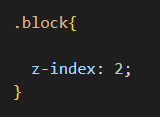 .block{
z-index: 2;
}